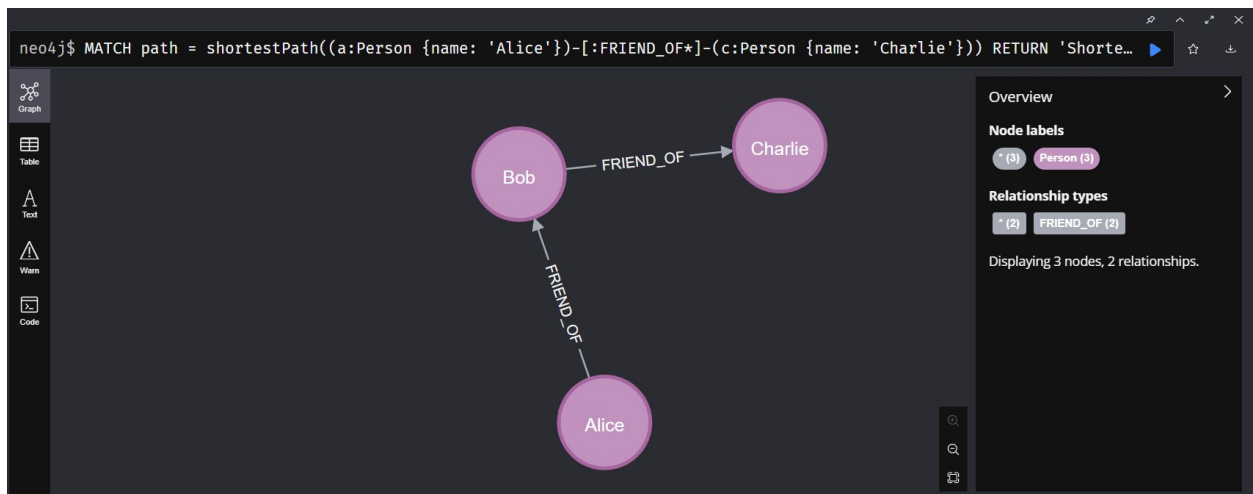 neo4j$ MATCH path = shortestPath((a:Person {name: 'Alice'})-[:FRIEND_OF*]-(c:Person {name: 'Charlie'})) RETURN 'Shorte…
Graph
Table
Text
Warn
Code
Bob
FRIEND_OF
Charlie
FRIEND_OF
Alice
Overview
Node labels
* (3) Person (3)
Relationship types
* (2) FRIEND_OF (2)
Displaying 3 nodes, 2 relationships.